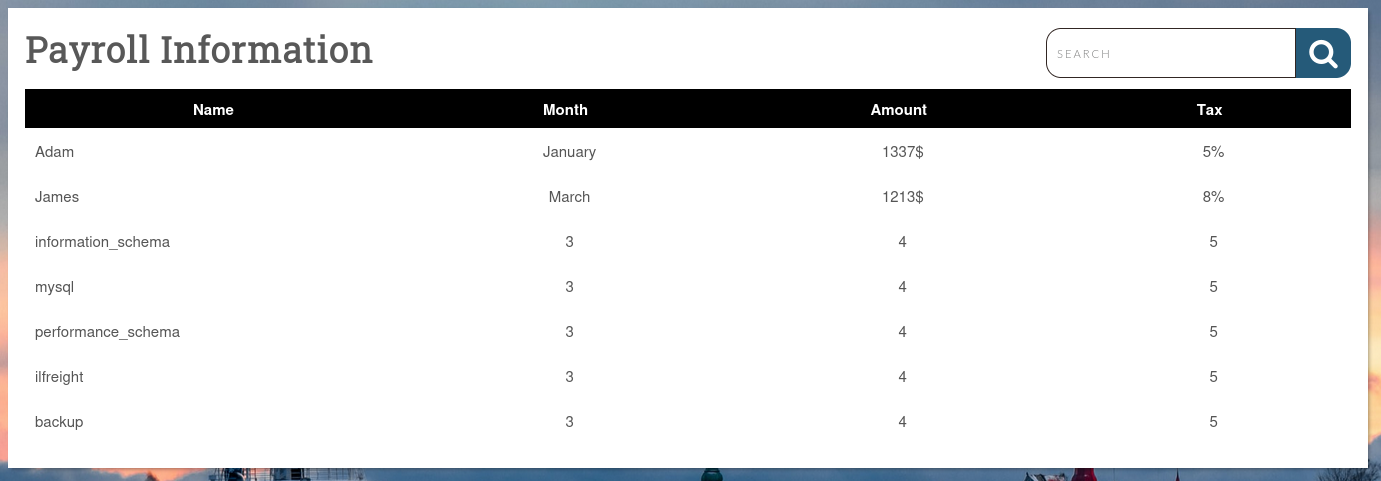 Payroll Information
SEARCH
Name Month Amount Tax
Adam January 1337$ 5%
James March 1213$ 8%
information_schema 3 4 5
mysql 3 4 5
performance_schema 3 4 5
ilfreight 3 4 5
backup 3 4 5